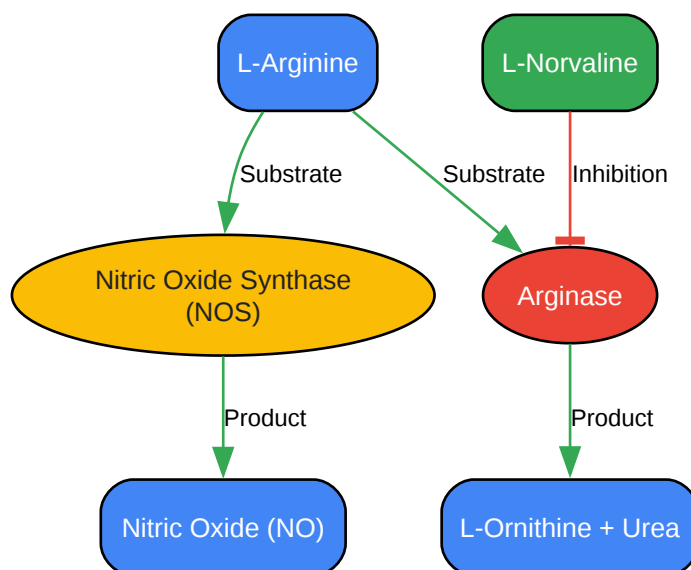 L-Arginine
L-Norvaline
Substrate
Substrate
Inhibition
Nitric Oxide Synthase
(NOS)
Arginase
Product
Product
Nitric Oxide (NO)
L-Ornithine + Urea